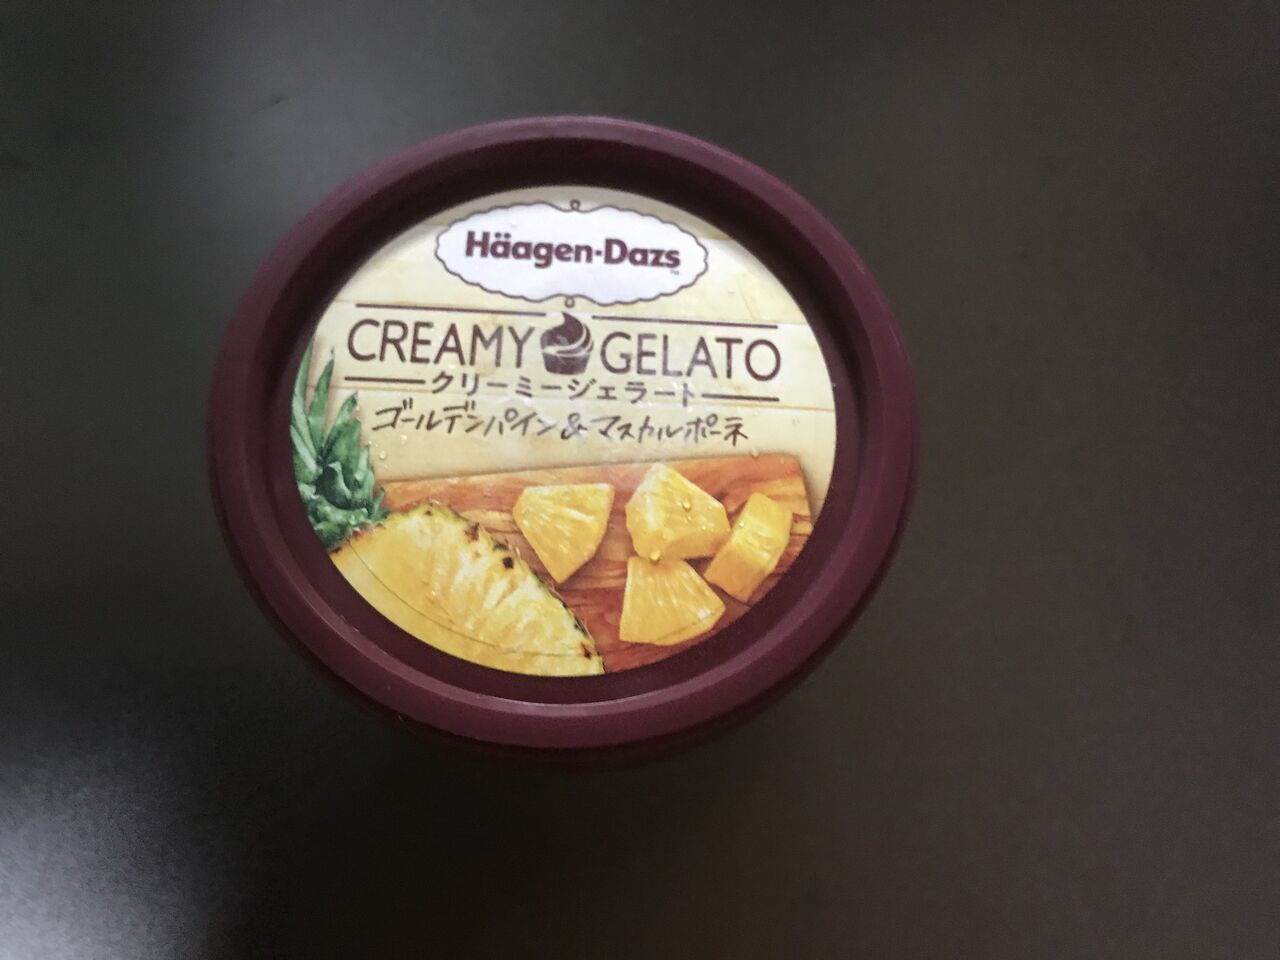 Häagen-Dazs™
CREAMY GELATO
クリーミージェラート
ゴールデンパイン&マスカルポーネ